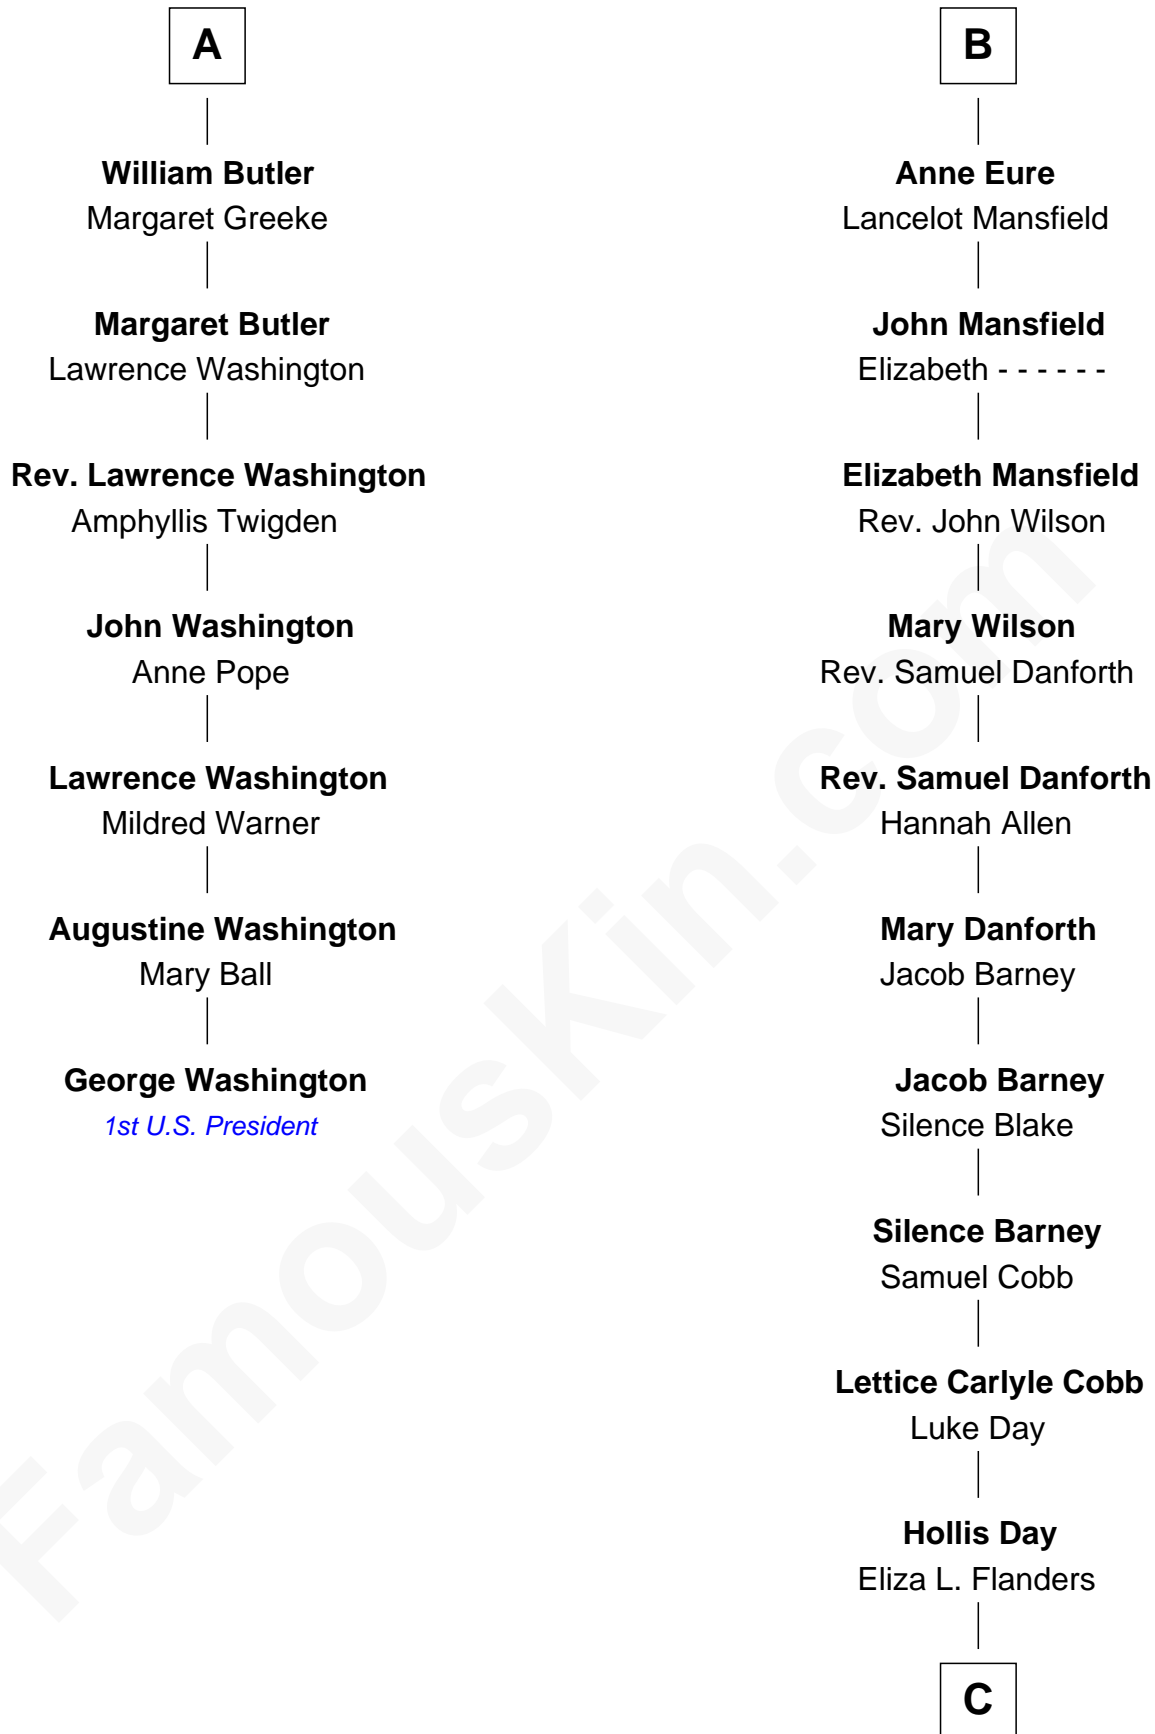 A
William Butler
Margaret Greeke
Margaret Butler
Lawrence Washington
Rev. Lawrence Washington
Amphyllis Twigden
John Washington
Anne Pope
Lawrence Washington
Mildred Warner
Augustine Washington
Mary Ball
George Washington
1st U.S. President
B
Anne Eure
Lancelot Mansfield
John Mansfield
Elizabeth - - - - - -
Elizabeth Mansfield
Rev. John Wilson
Mary Wilson
Rev. Samuel Danforth
Rev. Samuel Danforth
Hannah Allen
Mary Danforth
Jacob Barney
Jacob Barney
Silence Blake
Silence Barney
Samuel Cobb
Lettice Carlyle Cobb
Luke Day
Hollis Day
Eliza L. Flanders
C
FamousKin.com